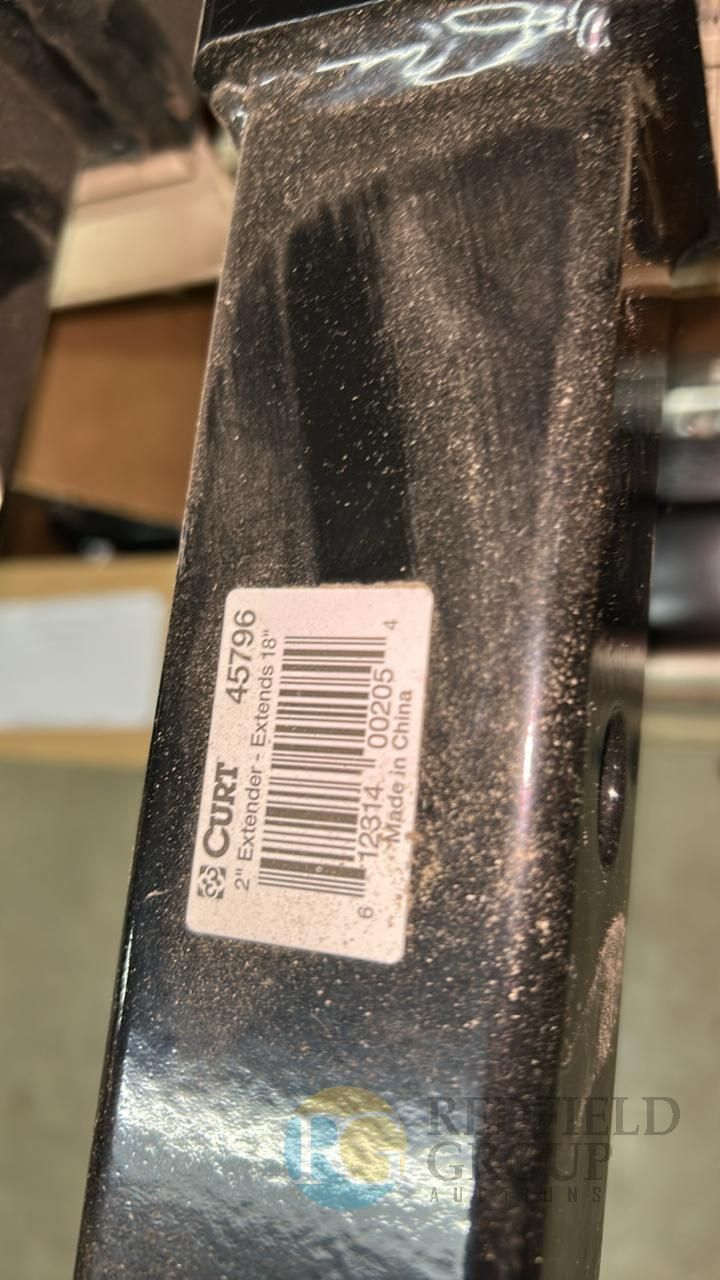 CURT 45796
2" Extender - Extends 18"
6 12314 00205 4
Made in China
REDFIELD
GROUP
AUCTIONS